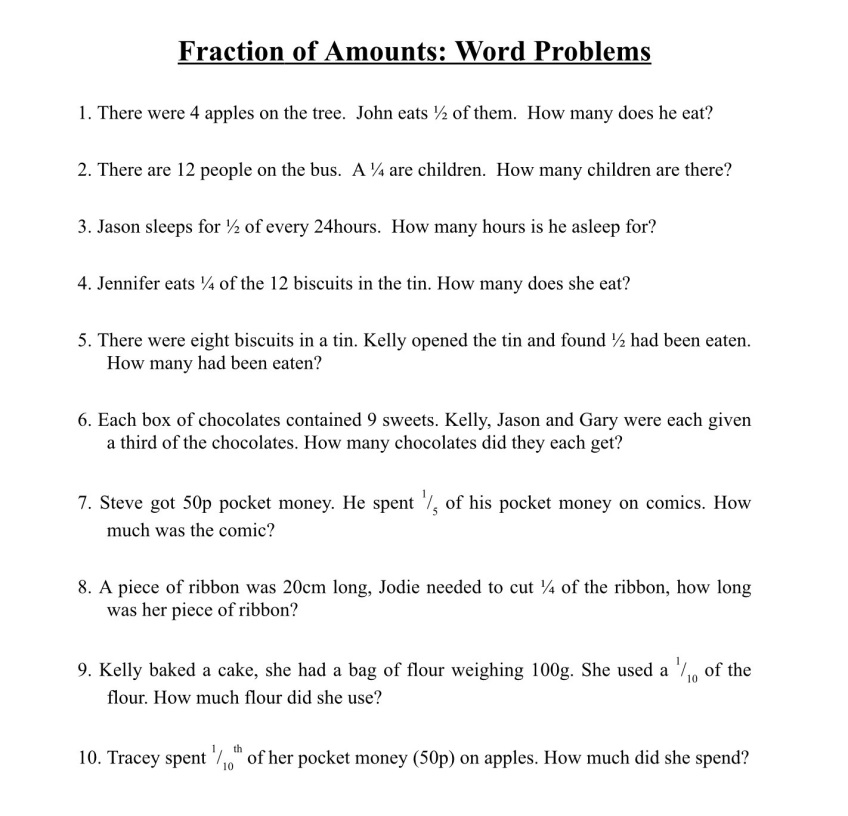 Fraction of Amounts: Word Problems
1. There were 4 apples on the tree.  John eats ½ of them.  How many does he eat?
2. There are 12 people on the bus.  A ¼ are children.  How many children are there?
3. Jason sleeps for ½ of every 24hours.  How many hours is he asleep for?
4. Jennifer eats ¼ of the 12 biscuits in the tin. How many does she eat?
5. There were eight biscuits in a tin. Kelly opened the tin and found ½ had been eaten.
How many had been eaten?
6. Each box of chocolates contained 9 sweets. Kelly, Jason and Gary were each given
a third of the chocolates. How many chocolates did they each get?
7. Steve got 50p pocket money. He spent ¹/₅ of his pocket money on comics. How
much was the comic?
8. A piece of ribbon was 20cm long, Jodie needed to cut ¼ of the ribbon, how long
was her piece of ribbon?
9. Kelly baked a cake, she had a bag of flour weighing 100g. She used a ¹/₁₀ of the
flour. How much flour did she use?
10. Tracey spent ¹/₁₀ᵗʰ of her pocket money (50p) on apples. How much did she spend?